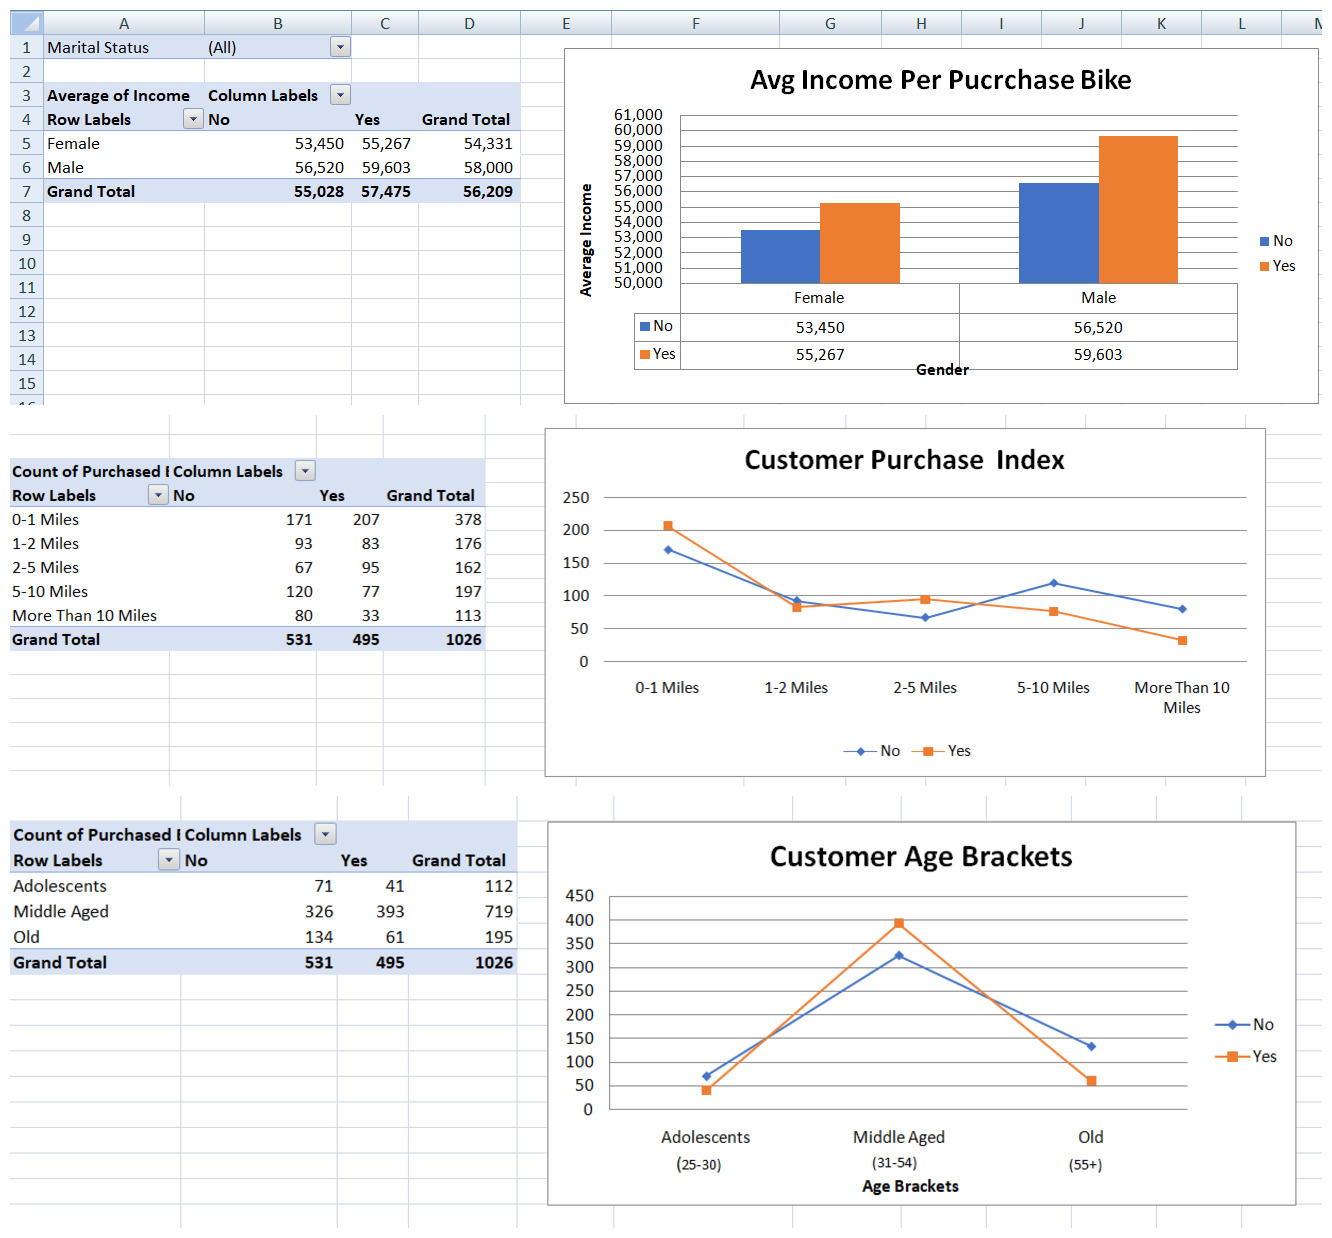 A B C D E F G H I J K L M
1 Marital Status (All)
2
3 Average of Income Column Labels
4 Row Labels No Yes Grand Total
5 Female 53,450 55,267 54,331
6 Male 56,520 59,603 58,000
7 Grand Total 55,028 57,475 56,209
8
9
10
11
12
13
14
15
Avg Income Per Pucrchase Bike
61,000
60,000
59,000
58,000
57,000
56,000
55,000
54,000
53,000
52,000
51,000
50,000
Average Income
Female Male
No 53,450 56,520
Yes 55,267 59,603
Gender
No
Yes
Count of Purchased Column Labels
Row Labels No Yes Grand Total
0-1 Miles 171 207 378
1-2 Miles 93 83 176
2-5 Miles 67 95 162
5-10 Miles 120 77 197
More Than 10 Miles 80 33 113
Grand Total 531 495 1026
Customer Purchase Index
250
200
150
100
50
0
0-1 Miles 1-2 Miles 2-5 Miles 5-10 Miles More Than 10
Miles
No Yes
Count of Purchased Column Labels
Row Labels No Yes Grand Total
Adolescents 71 41 112
Middle Aged 326 393 719
Old 134 61 195
Grand Total 531 495 1026
Customer Age Brackets
450
400
350
300
250
200
150
100
50
0
Adolescents Middle Aged Old
(25-30) (31-54) (55+)
Age Brackets
No
Yes